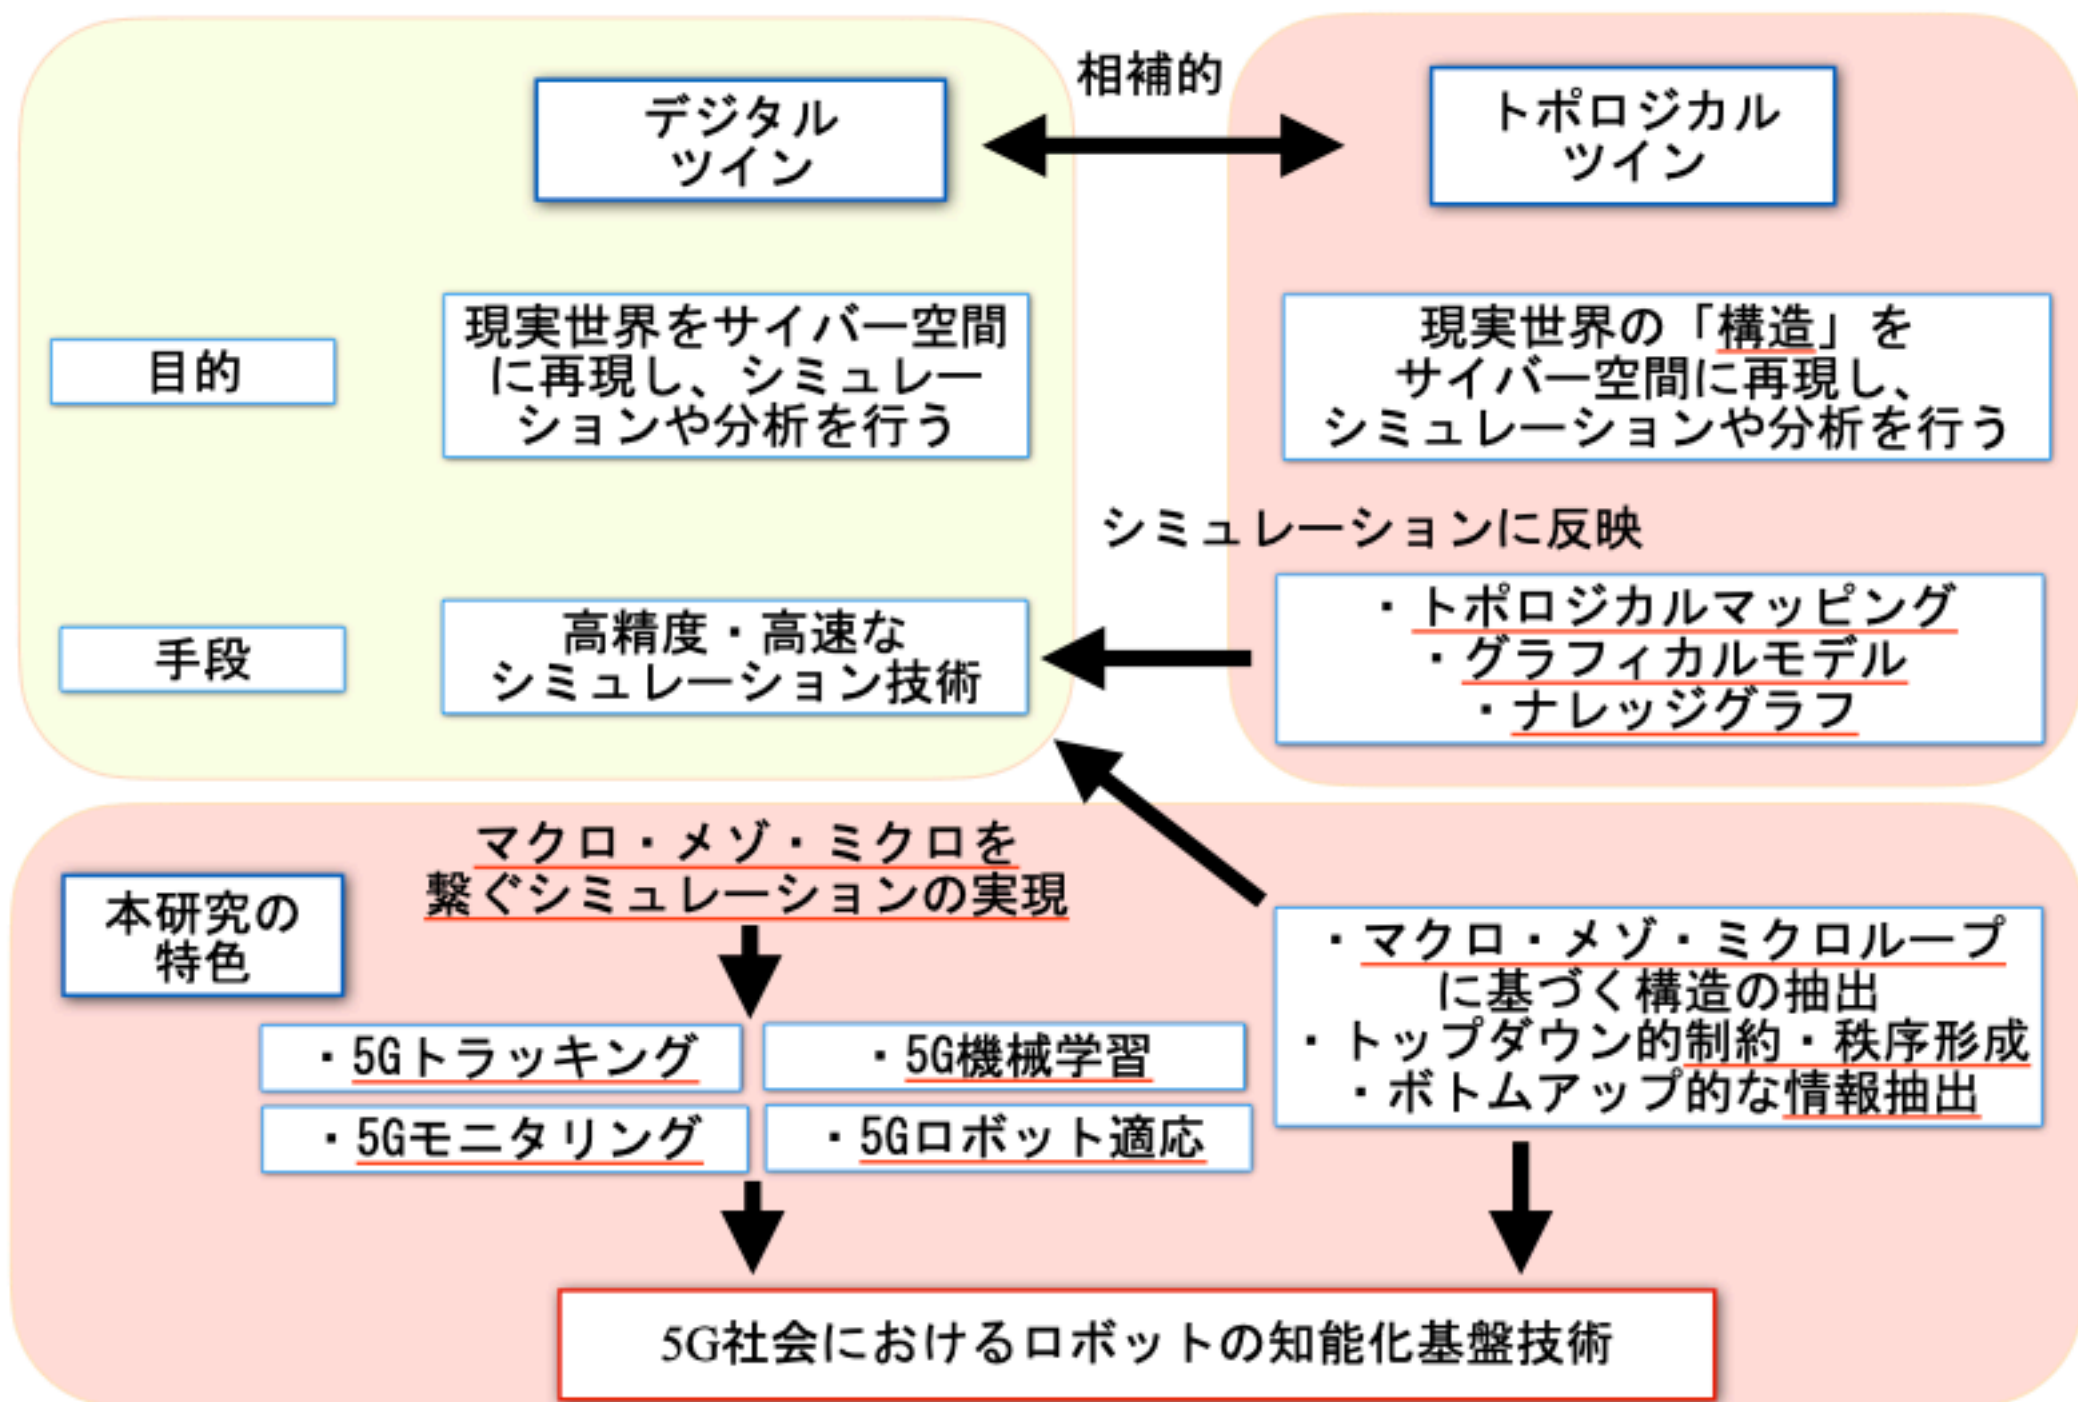 相補的
デジタル
ツイン
トポロジカル
ツイン
目的
現実世界をサイバー空間
に再現し、シミュレー
ションや分析を行う
現実世界の「構造」を
サイバー空間に再現し、
シミュレーションや分析を行う
シミュレーションに反映
手段
高精度・高速な
シミュレーション技術
・トポロジカルマッピング
・グラフィカルモデル
・ナレッジグラフ
本研究の
特色
マクロ・メゾ・ミクロを
繋ぐシミュレーションの実現
・5Gトラッキング
・5G機械学習
・5Gモニタリング
・5Gロボット適応
・マクロ・メゾ・ミクロループ
に基づく構造の抽出
・トップダウン的制約・秩序形成
・ボトムアップ的な情報抽出
5G社会におけるロボットの知能化基盤技術